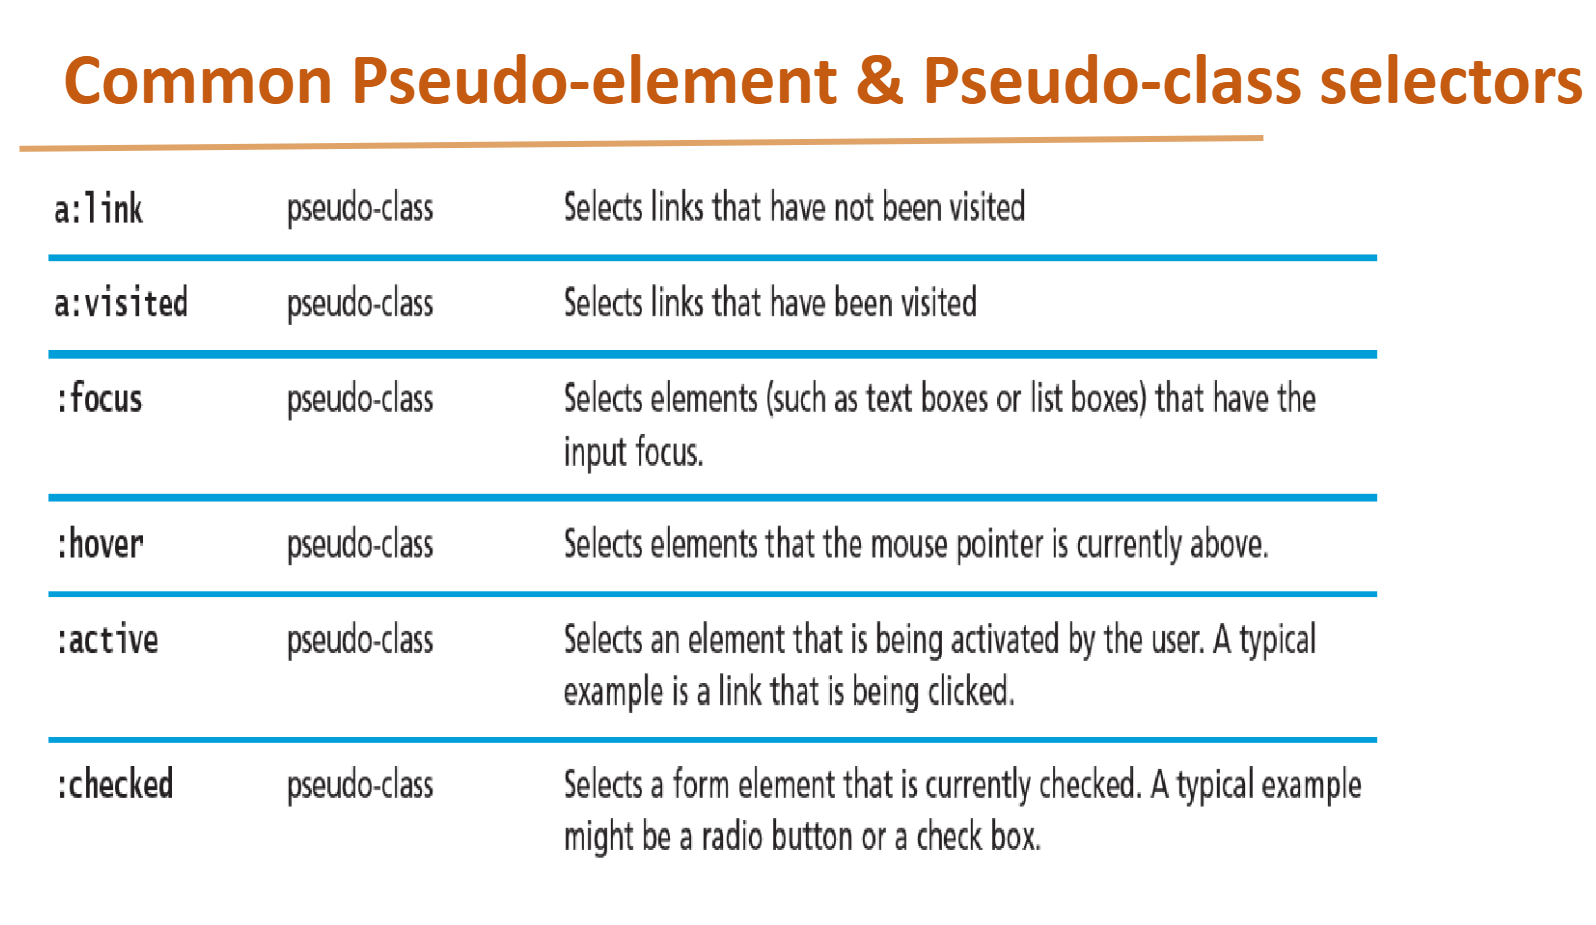 Common Pseudo-element & Pseudo-class selectors
a:link pseudo-class Selects links that have not been visited
a:visited pseudo-class Selects links that have been visited
:focus pseudo-class Selects elements (such as text boxes or list boxes) that have the
input focus.
:hover pseudo-class Selects elements that the mouse pointer is currently above.
:active pseudo-class Selects an element that is being activated by the user. A typical
example is a link that is being clicked.
:checked pseudo-class Selects a form element that is currently checked. A typical example
might be a radio button or a check box.